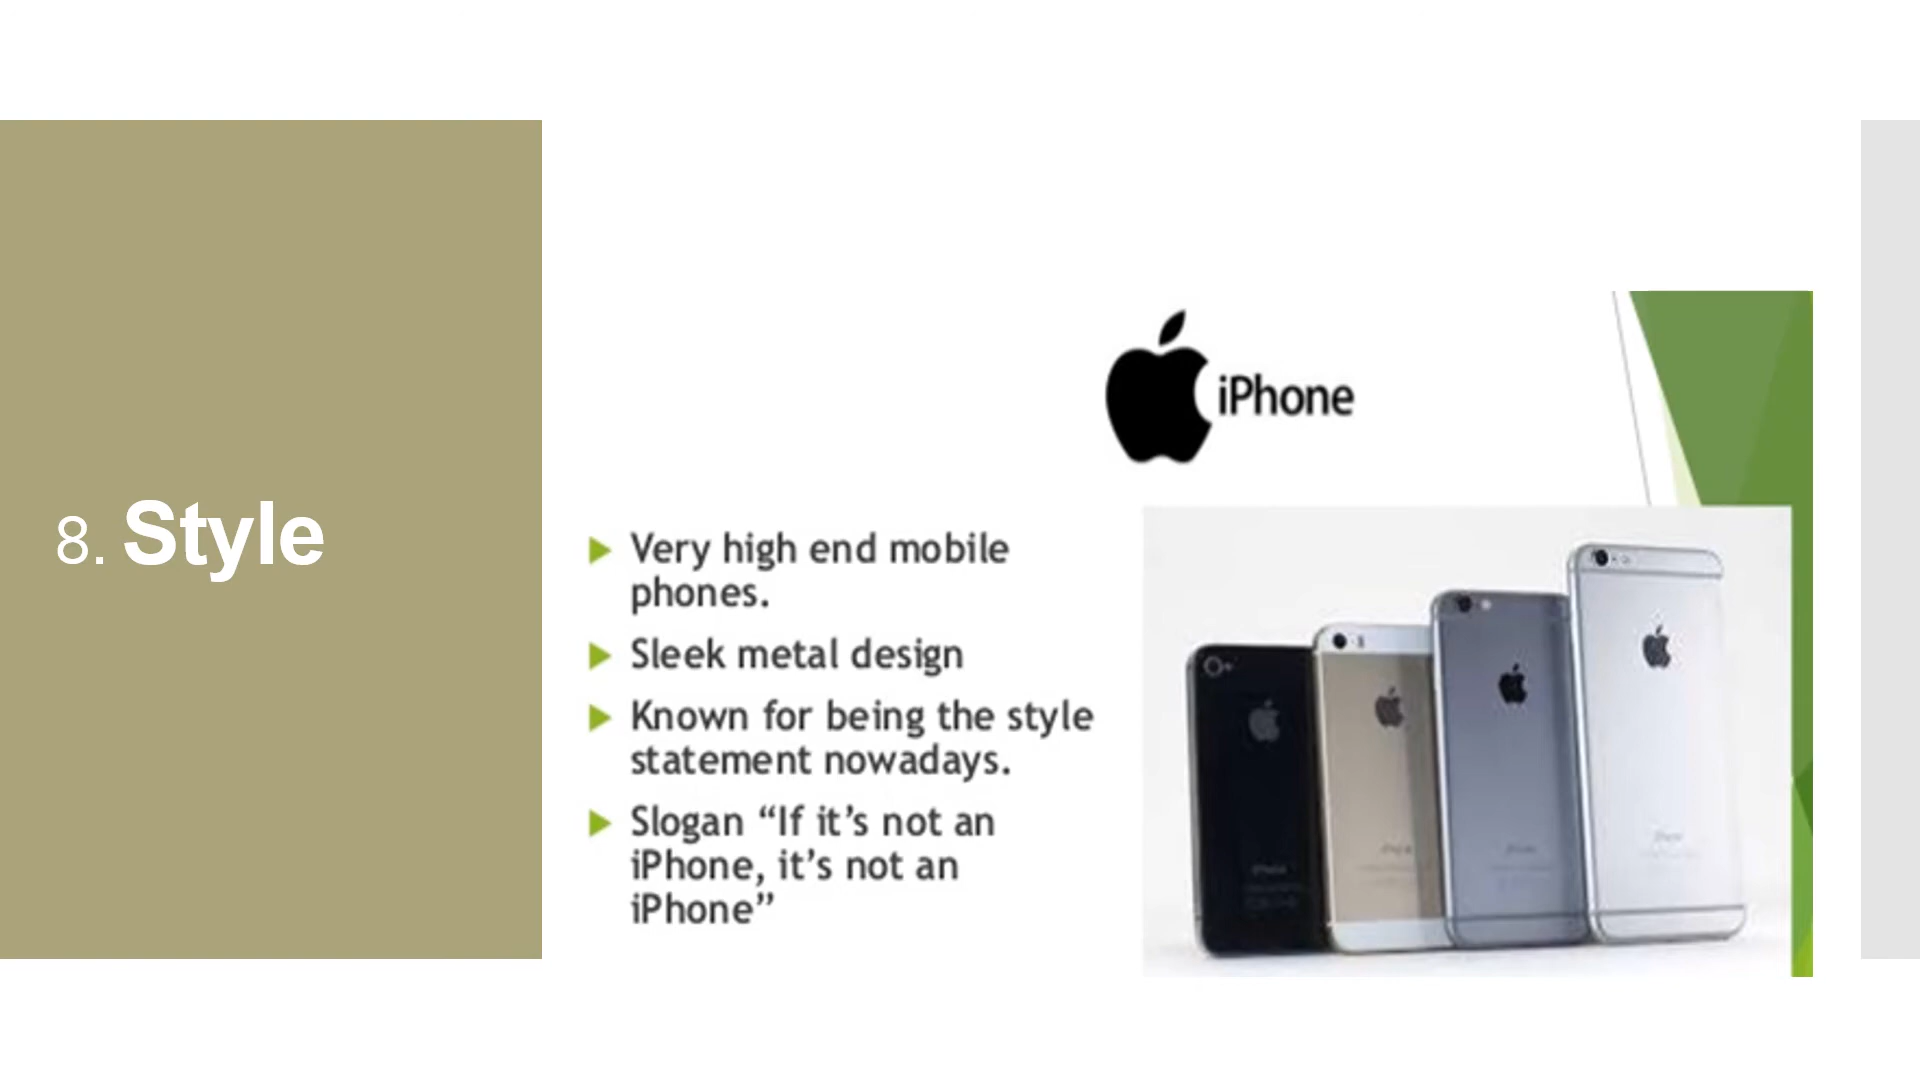 8. Style
iPhone
Very high end mobile
phones.
Sleek metal design
Known for being the style
statement nowadays.
Slogan “If it’s not an
iPhone, it’s not an
iPhone”